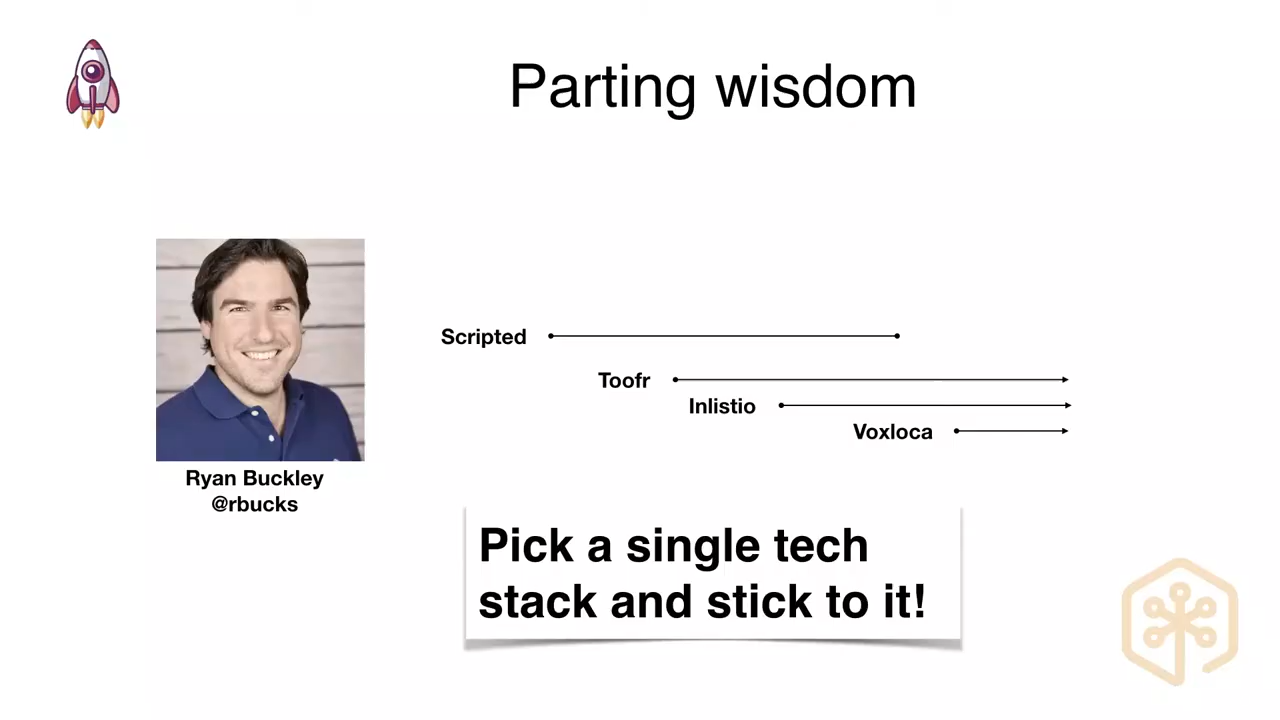 Parting wisdom
Scripted
Toofr
Inlistio
Voxloca
Ryan Buckley
@rbucks
Pick a single tech
stack and stick to it!